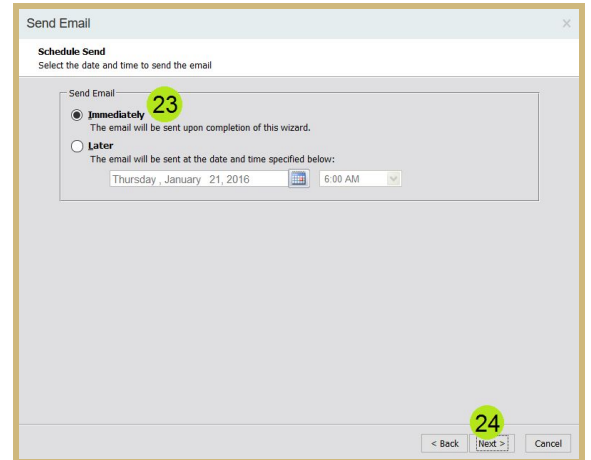 Send Email
Schedule Send
Select the date and time to send the email
Send Email
23
Immediately
The email will be sent upon completion of this wizard.
Later
The email will be sent at the date and time specified below:
Thursday , January 21, 2016 6:00 AM
24
< Back Next > Cancel